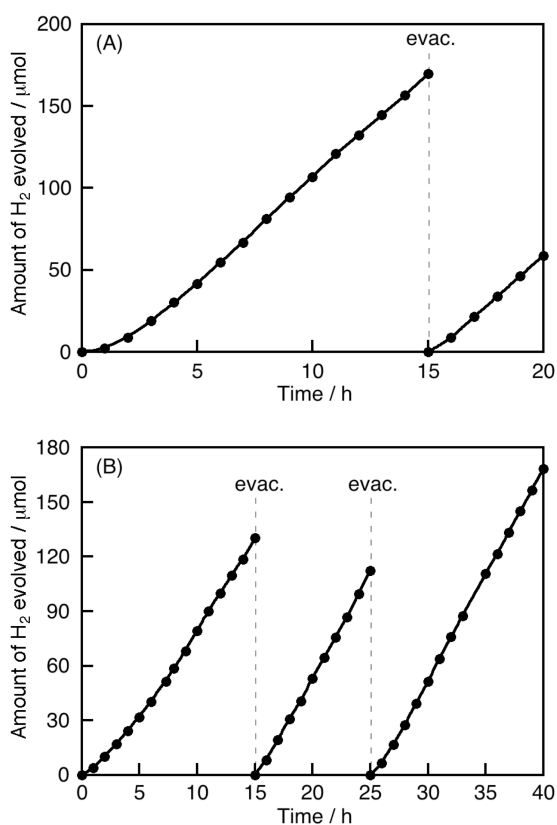 (A)
evac.
200
150
100
50
0
Amount of H₂ evolved / μmol
0 5 10 15 20
Time / h
(B)
evac. evac.
180
150
120
90
60
30
0
Amount of H₂ evolved / μmol
0 5 10 15 20 25 30 35 40
Time / h